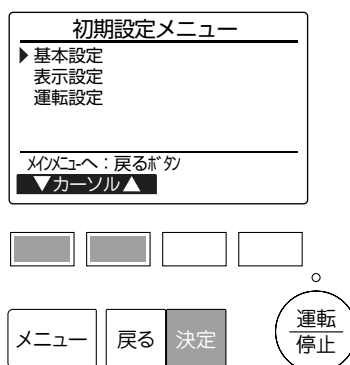 初期設定メニュー
▶基本設定
表示設定
運転設定
ﾒｲﾝﾒﾆｭｰへ：戻るﾎﾞﾀﾝ
▼カーソル▲
メニュー
戻る
決定
運転
停止